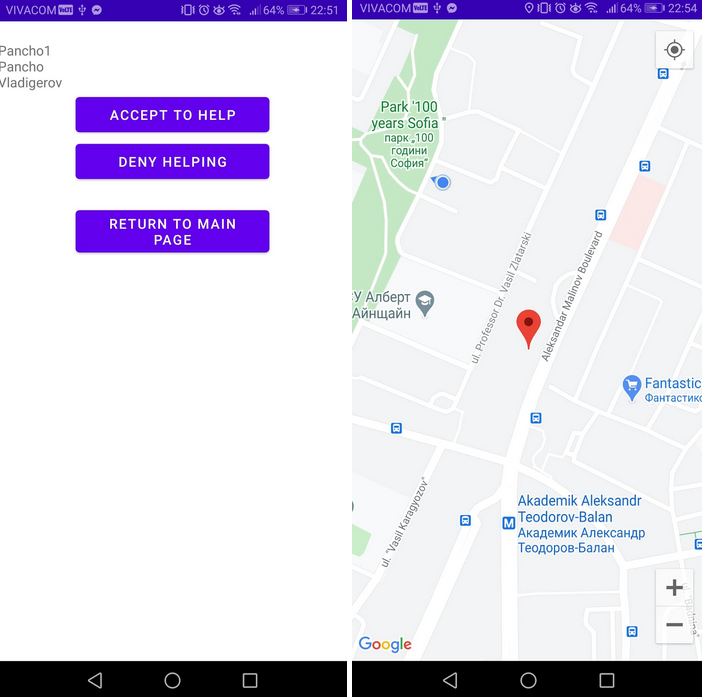 VIVACOM VoLTE 64% 22:51
Pancho1
Pancho
Vladigerov
ACCEPT TO HELP
DENY HELPING
RETURN TO MAIN
PAGE
VIVACOM VoLTE 64% 22:54
Park '100
years Sofia "
парк „100
години
София“
ul. Professor Dr. Vasil Zlatarski
Aleksandar Malinov Boulevard
У Алберт
Айнщайн
Fantastic
Фантастико
ul. "Vasil Karagyozov"
M
Akademik Aleksandr
Teodorov-Balan
Академик Александр
Теодоров-Балан
Google